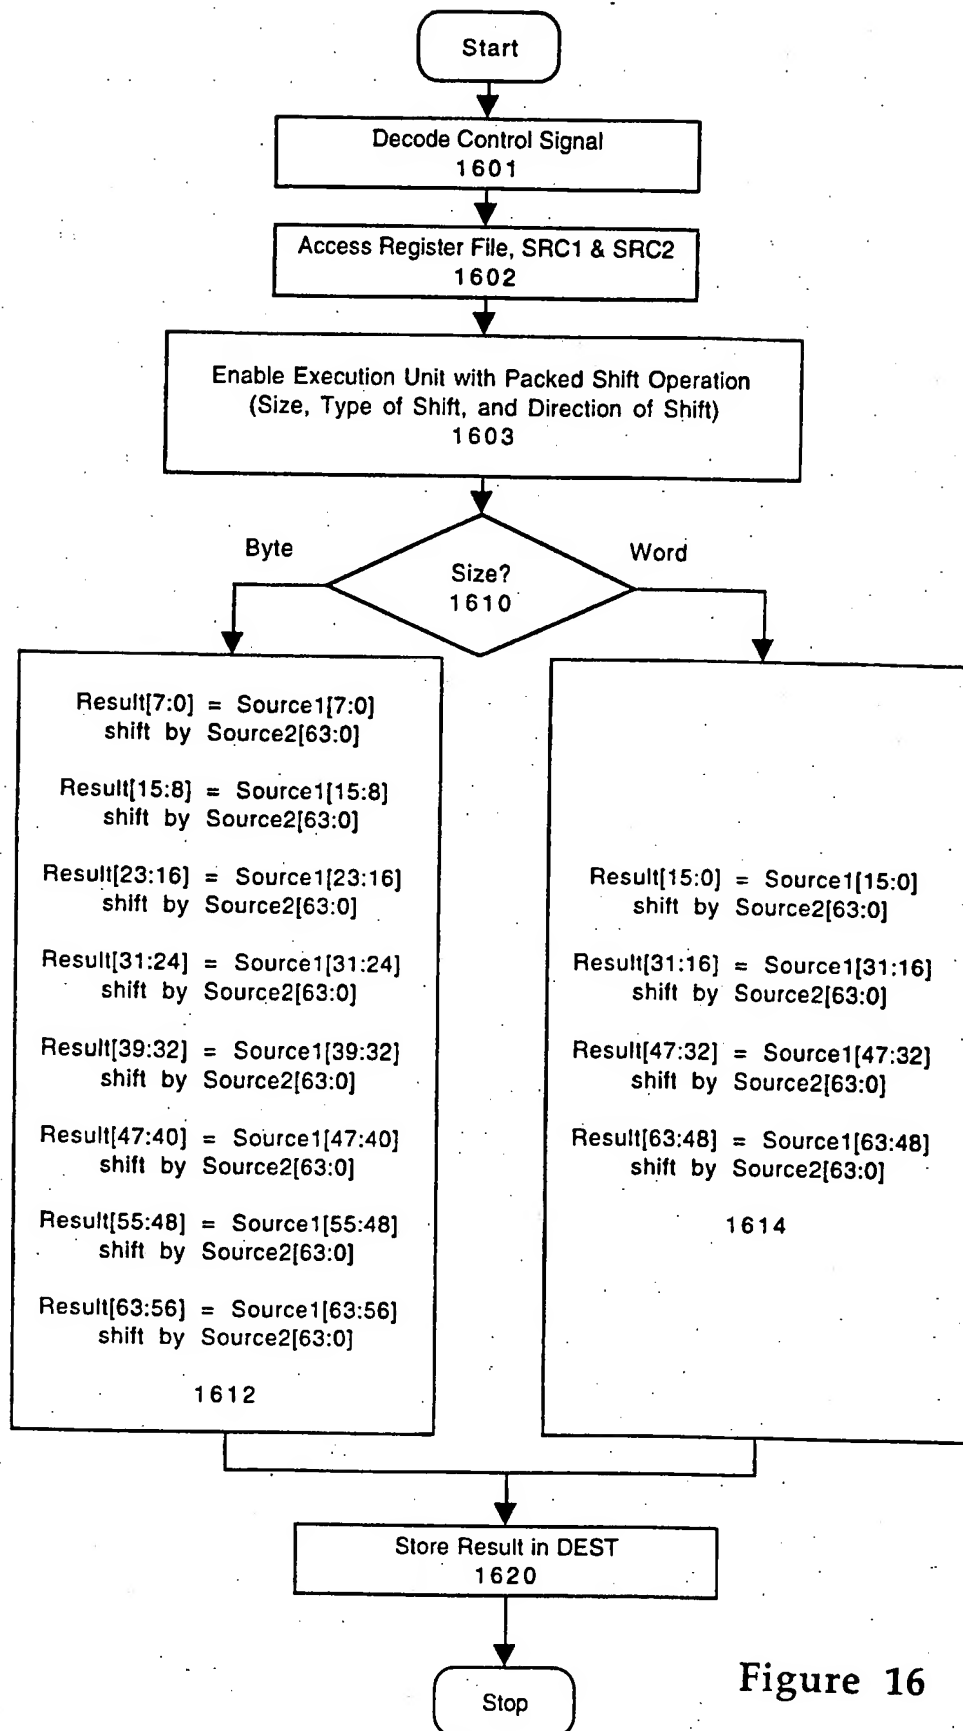 Start
Decode Control Signal
1601
Access Register File, SRC1 & SRC2
1602
Enable Execution Unit with Packed Shift Operation
(Size, Type of Shift, and Direction of Shift)
1603
Byte
Word
Size?
1610
Result[7:0] = Source1[7:0]
shift by Source2[63:0]
Result[15:8] = Source1[15:8]
shift by Source2[63:0]
Result[23:16] = Source1[23:16]
shift by Source2[63:0]
Result[31:24] = Source1[31:24]
shift by Source2[63:0]
Result[39:32] = Source1[39:32]
shift by Source2[63:0]
Result[47:40] = Source1[47:40]
shift by Source2[63:0]
Result[55:48] = Source1[55:48]
shift by Source2[63:0]
Result[63:56] = Source1[63:56]
shift by Source2[63:0]
1612
Result[15:0] = Source1[15:0]
shift by Source2[63:0]
Result[31:16] = Source1[31:16]
shift by Source2[63:0]
Result[47:32] = Source1[47:32]
shift by Source2[63:0]
Result[63:48] = Source1[63:48]
shift by Source2[63:0]
1614
Store Result in DEST
1620
Stop
Figure 16